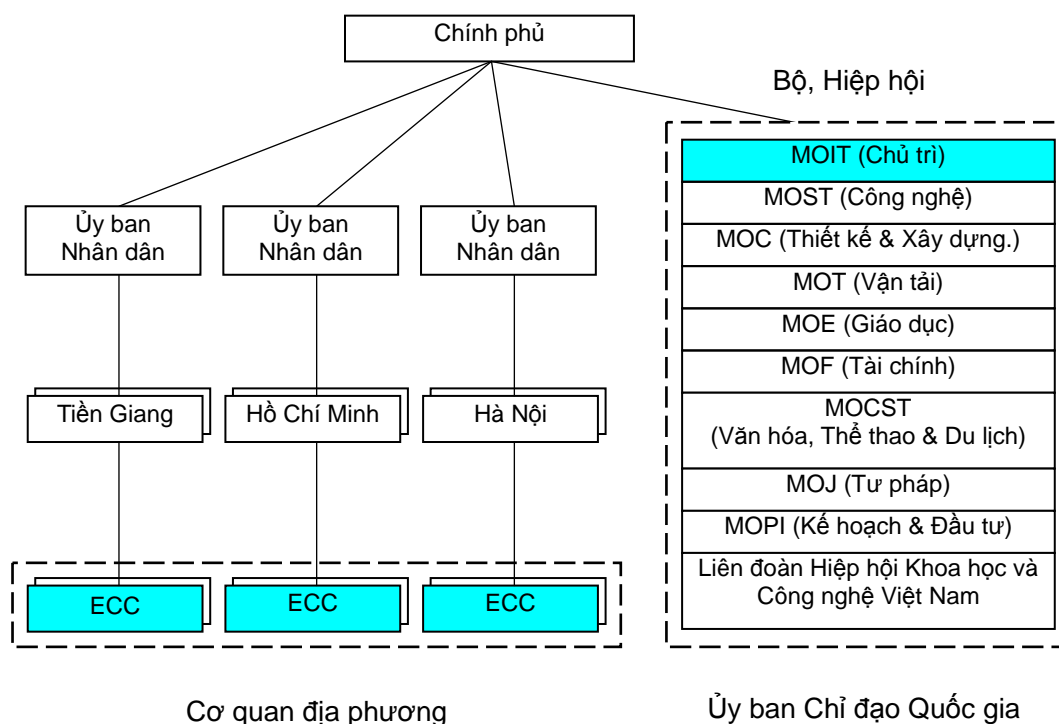 Chính phủ
Bộ, Hiệp hội
MOIT (Chủ trì)
MOST (Công nghệ)
MOC (Thiết kế & Xây dựng.)
MOT (Vận tải)
MOE (Giáo dục)
MOF (Tài chính)
MOCST
(Văn hóa, Thể thao & Du lịch)
MOJ (Tư pháp)
MOPI (Kế hoạch & Đầu tư)
Liên đoàn Hiệp hội Khoa học và
Công nghệ Việt Nam
Ủy ban
Nhân dân
Ủy ban
Nhân dân
Ủy ban
Nhân dân
Tiền Giang
Hồ Chí Minh
Hà Nội
ECC
ECC
ECC
Cơ quan địa phương
Ủy ban Chỉ đạo Quốc gia